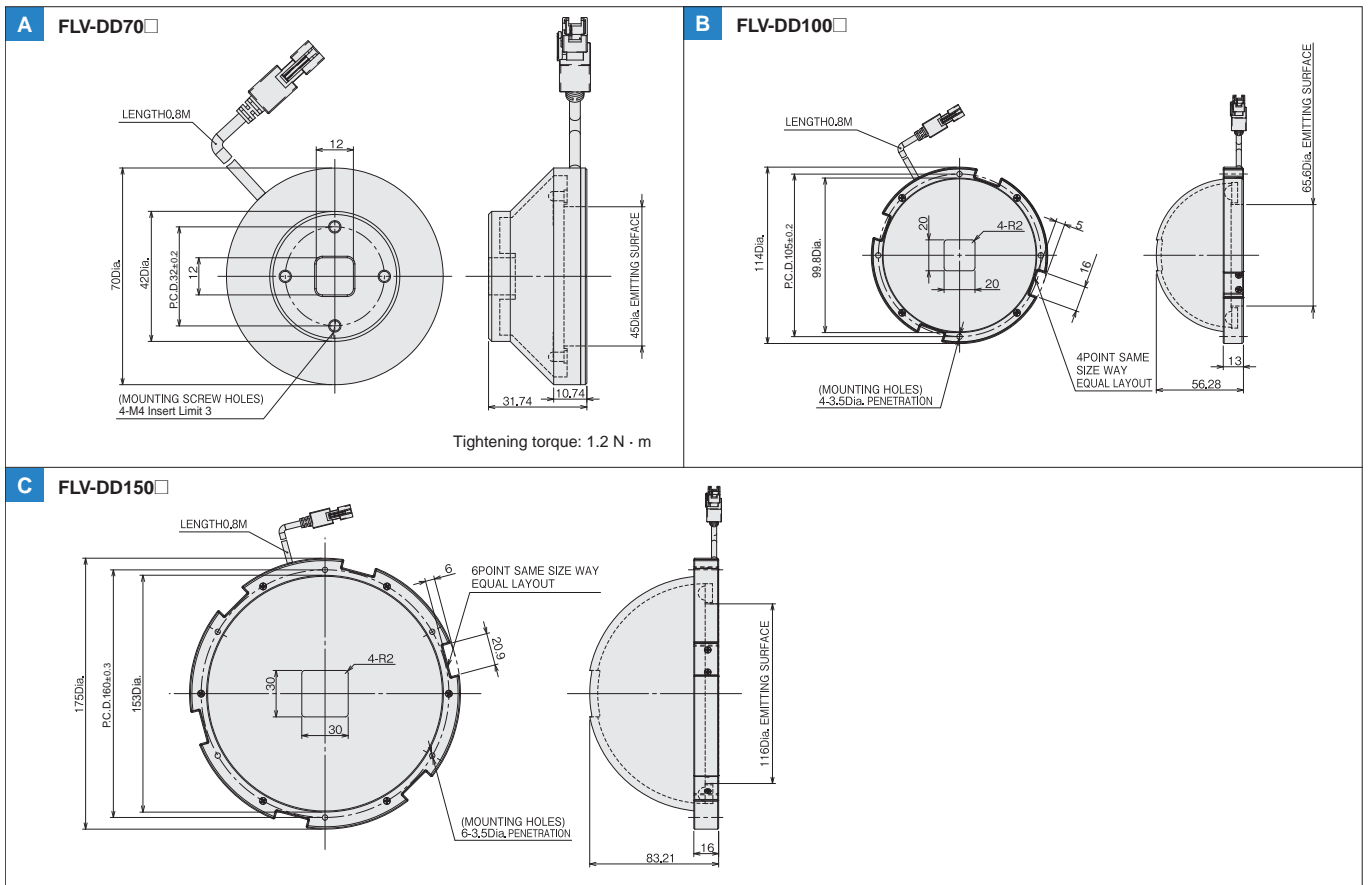 A FLV-DD70□
LENGTH0.8M
12
70Dia.
42Dia.
P.C.D.32±0.2
12
45Dia. EMITTING SURFACE
(MOUNTING SCREW HOLES)
4-M4 Insert Limit 3
10.74
31.74
Tightening torque: 1.2 N · m
B FLV-DD100□
LENGTH0.8M
114Dia.
P.C.D.105±0.2
99.8Dia.
20
4-R2
20
5
16
65.6Dia. EMITTING SURFACE
(MOUNTING HOLES)
4-3.5Dia. PENETRATION
4POINT SAME
SIZE WAY
EQUAL LAYOUT
13
56.28
C FLV-DD150□
LENGTH0.8M
6
6POINT SAME SIZE WAY
EQUAL LAYOUT
175Dia.
P.C.D.160±0.3
153Dia.
30
4-R2
30
20.9
116Dia. EMITTING SURFACE
(MOUNTING HOLES)
6-3.5Dia. PENETRATION
16
83.21